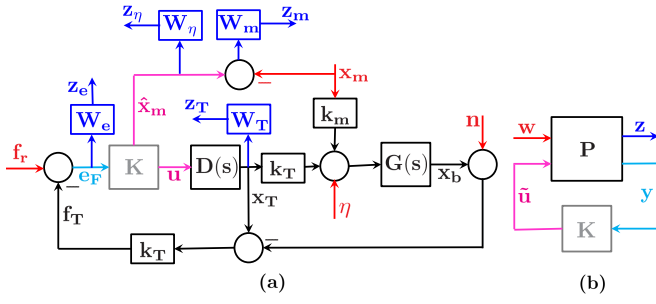 z_η W_η W_m z_m
z_e x̂_m − x_m
W_e z_T W_T k_m n w z
f_r P
e_F K u D(s) k_T G(s) x_b
− x_T η ũ y
f_T K
k_T −
(a) (b)